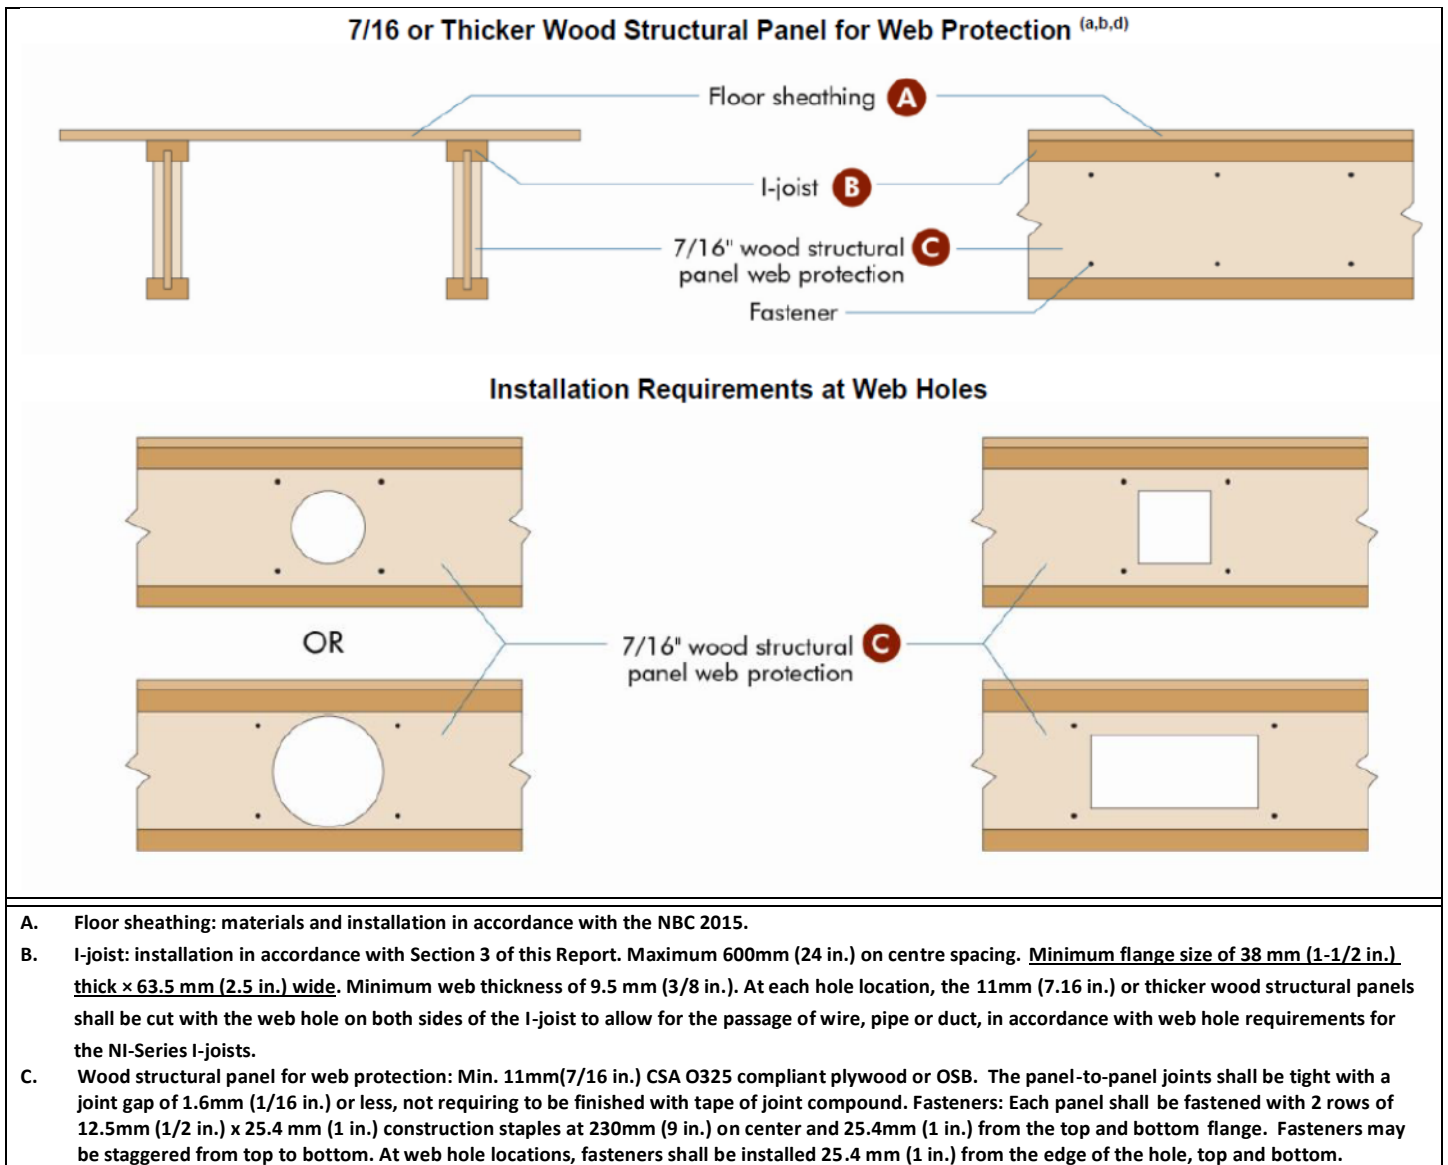 7/16 or Thicker Wood Structural Panel for Web Protection (a,b,d)
Floor sheathing A
I-joist B
7/16" wood structural C
panel web protection
Fastener
Installation Requirements at Web Holes
OR
7/16" wood structural C
panel web protection
A. Floor sheathing: materials and installation in accordance with the NBC 2015.
B. I-joist: installation in accordance with Section 3 of this Report. Maximum 600mm (24 in.) on centre spacing. Minimum flange size of 38 mm (1-1/2 in.)
thick × 63.5 mm (2.5 in.) wide. Minimum web thickness of 9.5 mm (3/8 in.). At each hole location, the 11mm (7.16 in.) or thicker wood structural panels
shall be cut with the web hole on both sides of the I-joist to allow for the passage of wire, pipe or duct, in accordance with web hole requirements for
the NI-Series I-joists.
C. Wood structural panel for web protection: Min. 11mm(7/16 in.) CSA O325 compliant plywood or OSB. The panel-to-panel joints shall be tight with a
joint gap of 1.6mm (1/16 in.) or less, not requiring to be finished with tape of joint compound. Fasteners: Each panel shall be fastened with 2 rows of
12.5mm (1/2 in.) x 25.4 mm (1 in.) construction staples at 230mm (9 in.) on center and 25.4mm (1 in.) from the top and bottom flange. Fasteners may
be staggered from top to bottom. At web hole locations, fasteners shall be installed 25.4 mm (1 in.) from the edge of the hole, top and bottom.